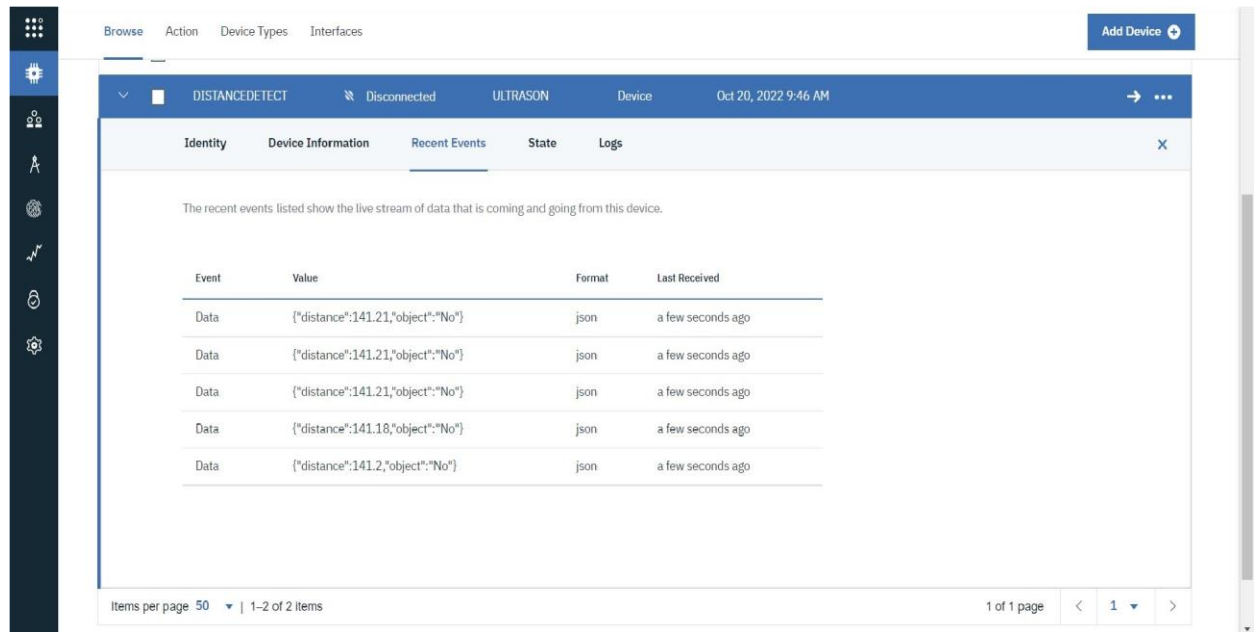 Browse Action Device Types Interfaces Add Device
DISTANCEDETECT Disconnected ULTRASON Device Oct 20, 2022 9:46 AM
Identity Device Information Recent Events State Logs
The recent events listed show the live stream of data that is coming and going from this device.
Event Value Format Last Received
Data {"distance":141.21,"object":"No"} json a few seconds ago
Data {"distance":141.21,"object":"No"} json a few seconds ago
Data {"distance":141.21,"object":"No"} json a few seconds ago
Data {"distance":141.18,"object":"No"} json a few seconds ago
Data {"distance":141.2,"object":"No"} json a few seconds ago
Items per page 50 | 1–2 of 2 items 1 of 1 page 1